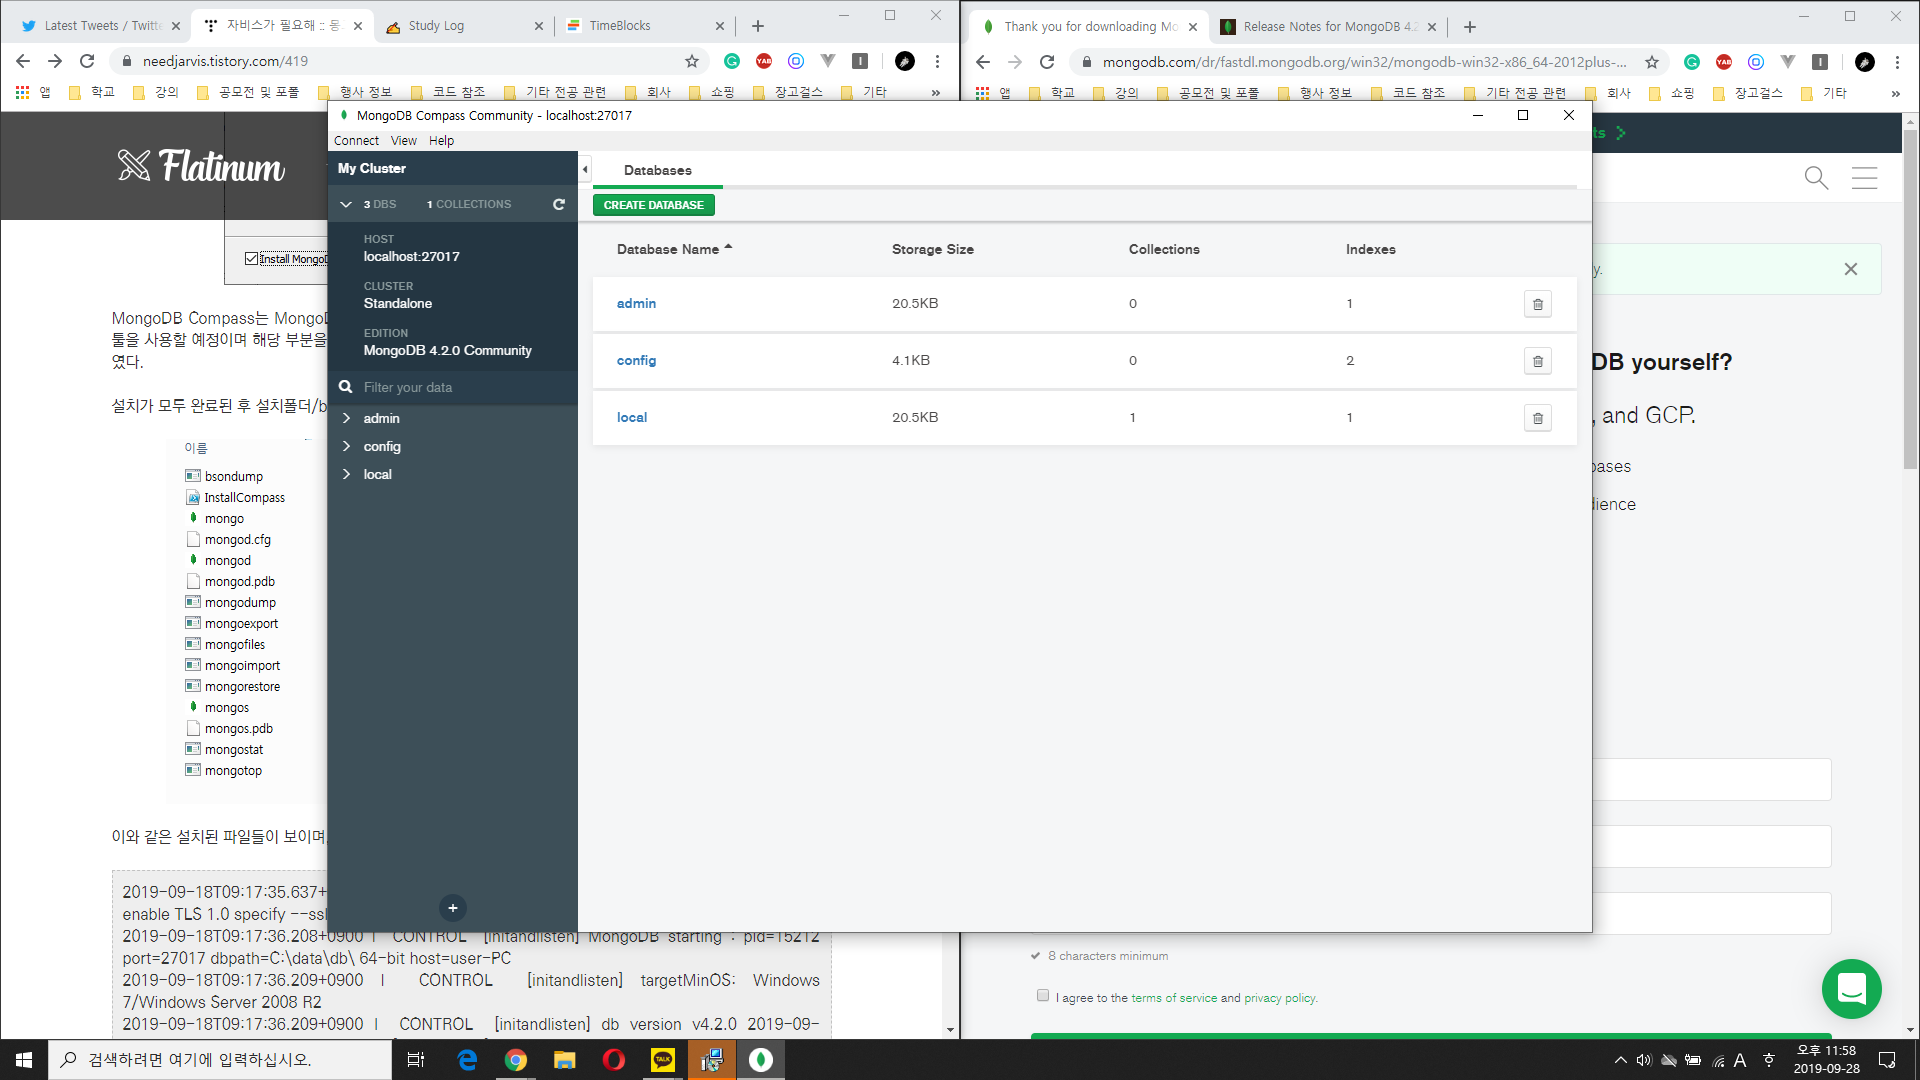 Latest Tweets / Twitte
자비스가 필요해 :: 몽
Study Log
TimeBlocks
needjarvis.tistory.com/419
앱
학교
강의
공모전 및 포폴
행사 정보
코드 참조
기타 전공 관련
회사
쇼핑
장고걸스
기타
»
Thank you for downloading Mo
Release Notes for MongoDB 4.2
mongodb.com/dr/fastdl.mongodb.org/win32/mongodb-win32-x86_64-2012plus-...
앱
학교
강의
공모전 및 포폴
행사 정보
코드 참조
기타 전공 관련
회사
쇼핑
장고걸스
기타
»
MongoDB Compass Community - localhost:27017
Connect View Help
My Cluster
3 DBS 1 COLLECTIONS
HOST
localhost:27017
CLUSTER
Standalone
EDITION
MongoDB 4.2.0 Community
Filter your data
admin
config
local
+
Databases
CREATE DATABASE
Database Name Storage Size Collections Indexes
admin 20.5KB 0 1
config 4.1KB 0 2
local 20.5KB 1 1
Flatinum
Install MongoD
MongoDB Compass는 MongoD
툴을 사용할 예정이며 해당 부분을
였다.
설치가 모두 완료된 후 설치폴더/b
이름
bsondump
InstallCompass
mongo
mongod.cfg
mongod
mongod.pdb
mongodump
mongoexport
mongofiles
mongoimport
mongorestore
mongos
mongos.pdb
mongostat
mongotop
이와 같은 설치된 파일들이 보이며,
2019-09-18T09:17:35.637+
enable TLS 1.0 specify --ssl
2019-09-18T09:17:36.208+0900 I CONTROL [initandlisten] MongoDB starting : pid=15212
port=27017 dbpath=C:\data\db\ 64-bit host=user-PC
2019-09-18T09:17:36.209+0900 I CONTROL [initandlisten] targetMinOS: Windows
7/Windows Server 2008 R2
2019-09-18T09:17:36.209+0900 I CONTROL [initandlisten] db version v4.2.0 2019-09-
ts
y.
DB yourself?
, and GCP.
bases
dience
8 characters minimum
I agree to the terms of service and privacy policy.
검색하려면 여기에 입력하십시오.
TALK
A
오후 11:58
2019-09-28